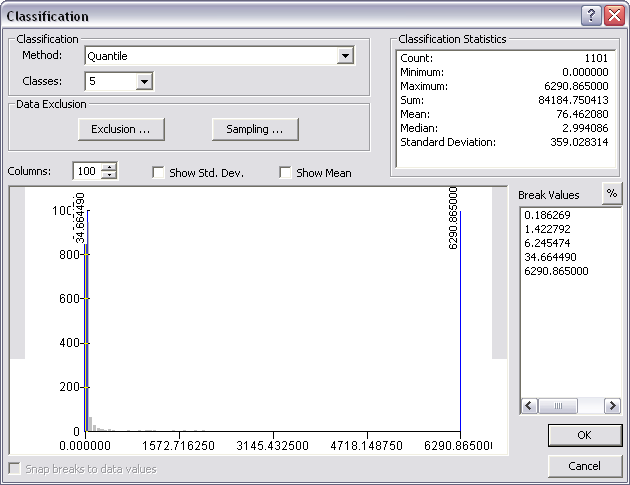 Classification
Classification
Method: Quantile
Classes: 5
Data Exclusion
Exclusion ...
Sampling ...
Classification Statistics
Count: 1101
Minimum: 0.000000
Maximum: 6290.865000
Sum: 84184.750413
Mean: 76.462080
Median: 2.994086
Standard Deviation: 359.028314
Columns: 100
Show Std. Dev.
Show Mean
Break Values
%
0.186269
1.422792
6.245474
34.664490
6290.865000
34.664490
6290.865000
800
600
400
200
0
0.000000 1572.716250 3145.432500 4718.148750 6290.865000
Snap breaks to data values
OK
Cancel